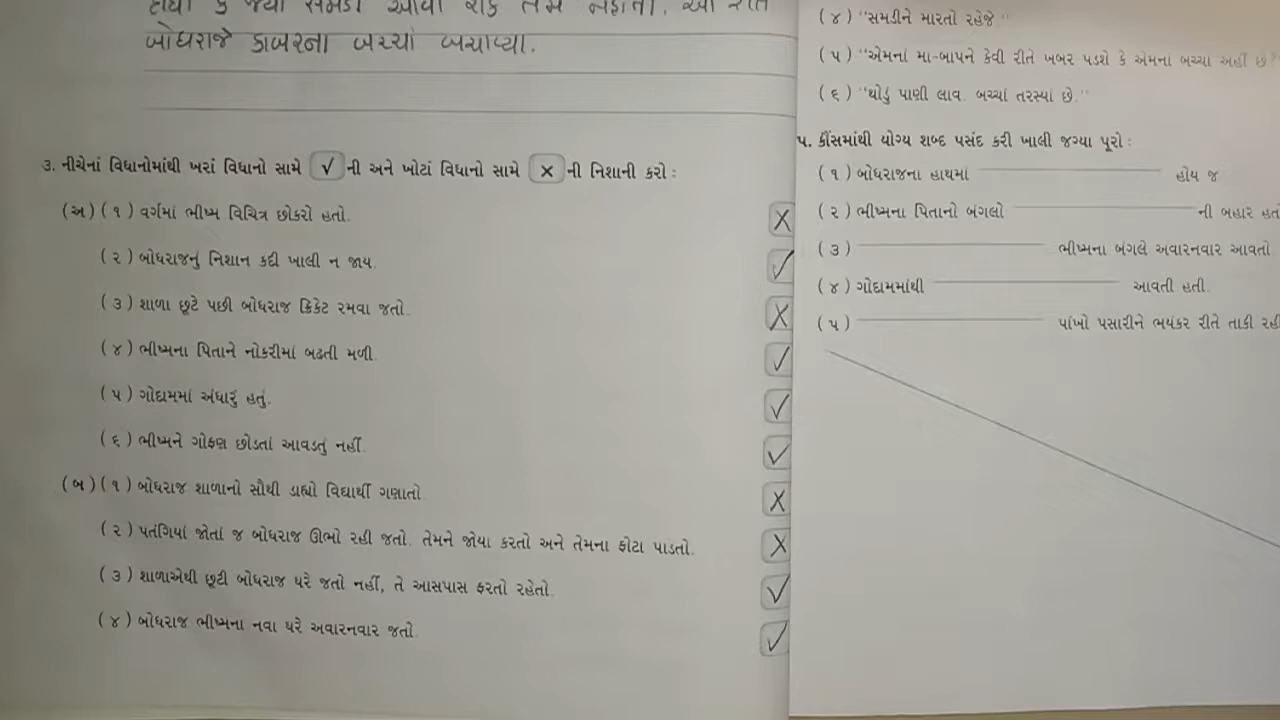 બોધરાજે કાબરના બચ્ચાં બચાવ્યા.
૩. નીચેનાં વિધાનોમાંથી ખરાં વિધાનો સામે ✓ ની અને ખોટાં વિધાનો સામે × ની નિશાની કરો :
(અ) (૧) વર્ગમાં ભીષ્મ વિચિત્ર છોકરો હતો. ×
(૨) બોધરાજનું નિશાન કદી ખાલી ન જાય. ✓
(૩) શાળા છૂટે પછી બોધરાજ ક્રિકેટ રમવા જતો. ×
(૪) ભીષ્મના પિતાને નોકરીમાં બઢતી મળી. ✓
(૫) ગોદામમાં અંધારું હતું. ✓
(૬) ભીષ્મને ગોફણ છોડતાં આવડતું નહીં. ✓
(બ) (૧) બોધરાજ શાળાનો સૌથી ડાહ્યો વિદ્યાર્થી ગણાતો. ×
(૨) પતંગિયાં જોતાં જ બોધરાજ ઊભો રહી જતો. તેમને જોયા કરતો અને તેમના ફોટા પાડતો. ×
(૩) શાળાએથી છૂટી બોધરાજ ઘરે જતો નહીં, તે આસપાસ ફરતો રહેતો. ✓
(૪) બોધરાજ ભીષ્મના નવા ઘરે અવારનવાર જતો. ✓
(૪) "સમડીને મારતો રહેજે."
(૫) "એમનાં મા-બાપને કેવી રીતે ખબર પડશે કે એમનાં બચ્ચાં અહીં છે?"
(૬) "થોડું પાણી લાવ. બચ્ચાં તરસ્યાં છે."
૫. કૌંસમાંથી યોગ્ય શબ્દ પસંદ કરી ખાલી જગ્યા પૂરો :
(૧) બોધરાજના હાથમાં ____ હોય જ
(૨) ભીષ્મના પિતાનો બંગલો ____ ની બહાર
(૩) ____ ભીષ્મના બંગલે અવારનવાર આવતો
(૪) ગોદામમાંથી ____ આવતી હતી.
(૫) ____ પાંખો પસારીને ભયંકર રીતે તાકી